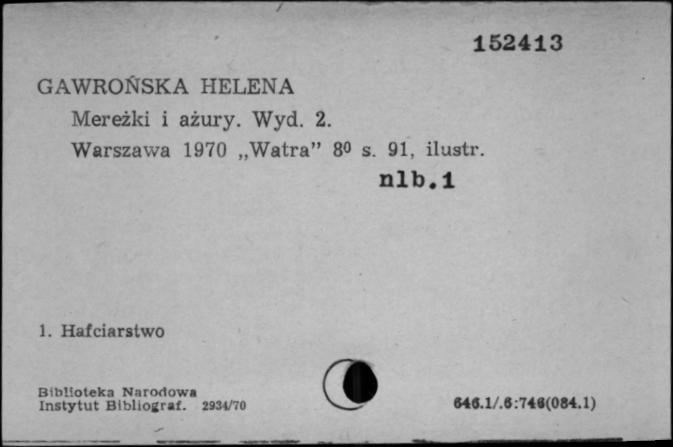 152413
GAWROŃSKA HELENA
Mereżki i ażury. Wyd. 2.
Warszawa 1970 „Watra” 8⁰ s. 91, ilustr.
nlb.1
1. Hafciarstwo
Biblioteka Narodowa
Instytut Bibliograf. 2934/70
646.1/.6:746(084.1)